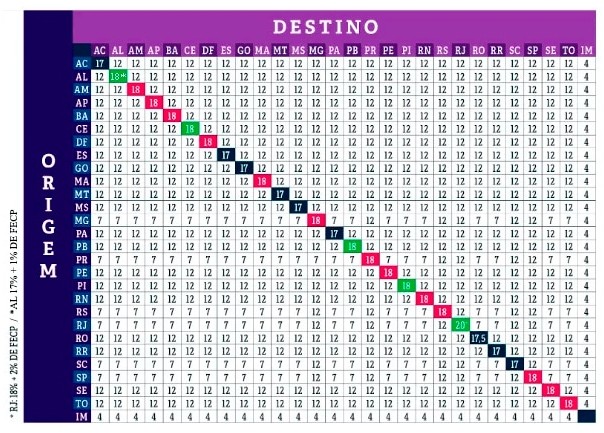 DESTINO
AC AL AM AP BA CE DF ES GO MA MT MS MG PA PB PR PE PI RN RS RJ RO RR SC SP SE TO IM
AC 17 12 12 12 12 12 12 12 12 12 12 12 12 12 12 12 12 12 12 12 12 12 12 12 12 12 12 4
AL 12 18* 12 12 12 12 12 12 12 12 12 12 12 12 12 12 12 12 12 12 12 12 12 12 12 12 12 4
AM 12 12 18 12 12 12 12 12 12 12 12 12 12 12 12 12 12 12 12 12 12 12 12 12 12 12 12 4
AP 12 12 12 18 12 12 12 12 12 12 12 12 12 12 12 12 12 12 12 12 12 12 12 12 12 12 12 4
BA 12 12 12 12 18 12 12 12 12 12 12 12 12 12 12 12 12 12 12 12 12 12 12 12 12 12 12 4
CE 12 12 12 12 12 18 12 12 12 12 12 12 12 12 12 12 12 12 12 12 12 12 12 12 12 12 12 4
DF 12 12 12 12 12 12 18 12 12 12 12 12 12 12 12 12 12 12 12 12 12 12 12 12 12 12 12 4
ES 12 12 12 12 12 12 12 17 12 12 12 12 12 12 12 12 12 12 12 12 12 12 12 12 12 12 12 4
GO 12 12 12 12 12 12 12 12 17 12 12 12 12 12 12 12 12 12 12 12 12 12 12 12 12 12 12 4
MA 12 12 12 12 12 12 12 12 12 18 12 12 12 12 12 12 12 12 12 12 12 12 12 12 12 12 12 4
MT 12 12 12 12 12 12 12 12 12 12 17 12 12 12 12 12 12 12 12 12 12 12 12 12 12 12 12 4
MS 12 12 12 12 12 12 12 12 12 12 12 17 12 12 12 12 12 12 12 12 12 12 12 12 12 12 12 4
MG 7 7 7 7 7 7 7 7 7 7 7 7 18 7 7 12 7 7 7 12 12 7 7 12 12 7 7 4
PA 12 12 12 12 12 12 12 12 12 12 12 12 12 17 12 12 12 12 12 12 12 12 12 12 12 12 12 4
PB 12 12 12 12 12 12 12 12 12 12 12 12 12 12 18 12 12 12 12 12 12 12 12 12 12 12 12 4
PR 7 7 7 7 7 7 7 7 7 7 7 7 12 7 7 18 7 7 7 12 12 7 7 12 12 7 7 4
PE 12 12 12 12 12 12 12 12 12 12 12 12 12 12 12 12 18 12 12 12 12 12 12 12 12 12 12 4
PI 12 12 12 12 12 12 12 12 12 12 12 12 12 12 12 12 12 18 12 12 12 12 12 12 12 12 12 4
RN 12 12 12 12 12 12 12 12 12 12 12 12 12 12 12 12 12 12 18 12 12 12 12 12 12 12 12 4
RS 7 7 7 7 7 7 7 7 7 7 7 7 12 7 7 12 7 7 7 18 12 7 7 12 12 7 7 4
RJ 7 7 7 7 7 7 7 7 7 7 7 7 12 7 7 12 7 7 7 12 20* 7 7 12 12 7 7 4
RO 12 12 12 12 12 12 12 12 12 12 12 12 12 12 12 12 12 12 12 12 12 17,5 12 12 12 12 12 4
RR 12 12 12 12 12 12 12 12 12 12 12 12 12 12 12 12 12 12 12 12 12 12 17 12 12 12 12 4
SC 7 7 7 7 7 7 7 7 7 7 7 7 12 7 7 12 7 7 7 12 12 7 7 17 12 7 7 4
SP 7 7 7 7 7 7 7 7 7 7 7 7 12 7 7 12 7 7 7 12 12 7 7 12 18 7 7 4
SE 12 12 12 12 12 12 12 12 12 12 12 12 12 12 12 12 12 12 12 12 12 12 12 12 12 18 12 4
TO 12 12 12 12 12 12 12 12 12 12 12 12 12 12 12 12 12 12 12 12 12 12 12 12 12 12 18 4
IM 4 4 4 4 4 4 4 4 4 4 4 4 4 4 4 4 4 4 4 4 4 4 4 4 4 4 4
ORIGEM
* RJ:18% + 2% DE FECP / *AL 17% + 1% DE FECP